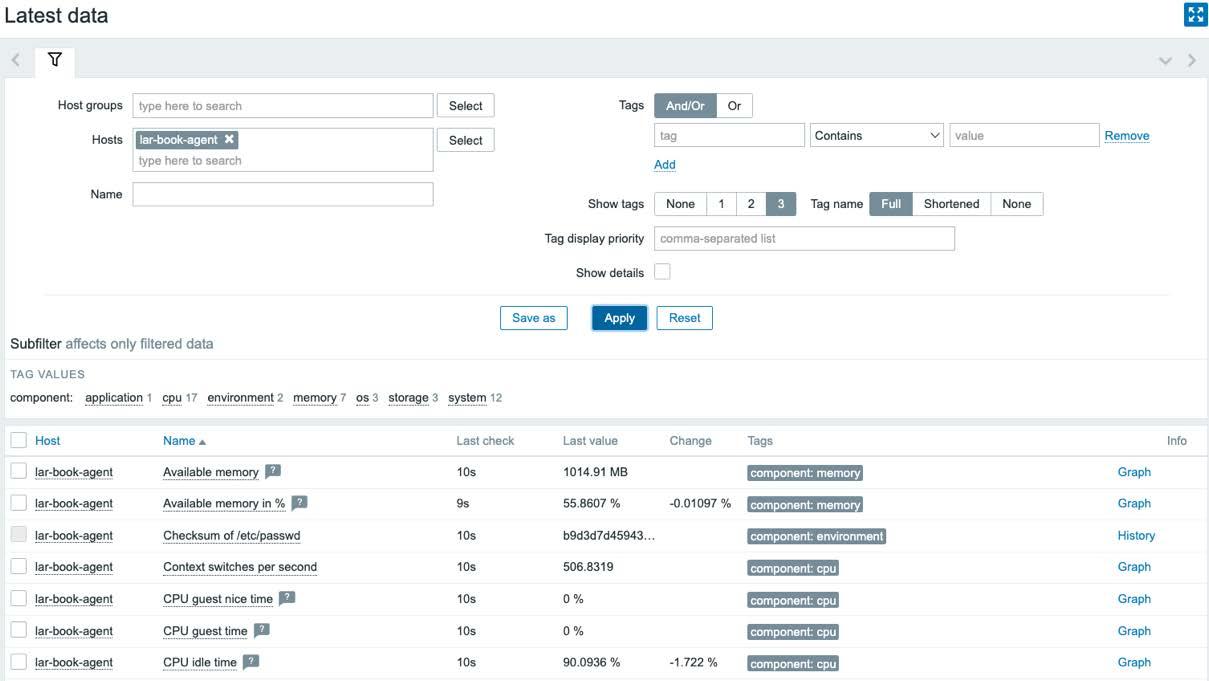 Latest data
Host groups type here to search Select
Hosts lar-book-agent ✖ Select
type here to search
Name
Tags And/Or Or
tag Contains value Remove
Add
Show tags None 1 2 3 Tag name Full Shortened None
Tag display priority comma-separated list
Show details
Save as Apply Reset
Subfilter affects only filtered data
TAG VALUES
component: application 1 cpu 17 environment 2 memory 7 os 3 storage 3 system 12
Host Name Last check Last value Change Tags Info
lar-book-agent Available memory ? 10s 1014.91 MB component: memory Graph
lar-book-agent Available memory in % ? 9s 55.8607 % -0.01097 % component: memory Graph
lar-book-agent Checksum of /etc/passwd 10s b9d3d7d45943... component: environment History
lar-book-agent Context switches per second 10s 506.8319 component: cpu Graph
lar-book-agent CPU guest nice time ? 10s 0 % component: cpu Graph
lar-book-agent CPU guest time ? 10s 0 % component: cpu Graph
lar-book-agent CPU idle time ? 10s 90.0936 % -1.722 % component: cpu Graph